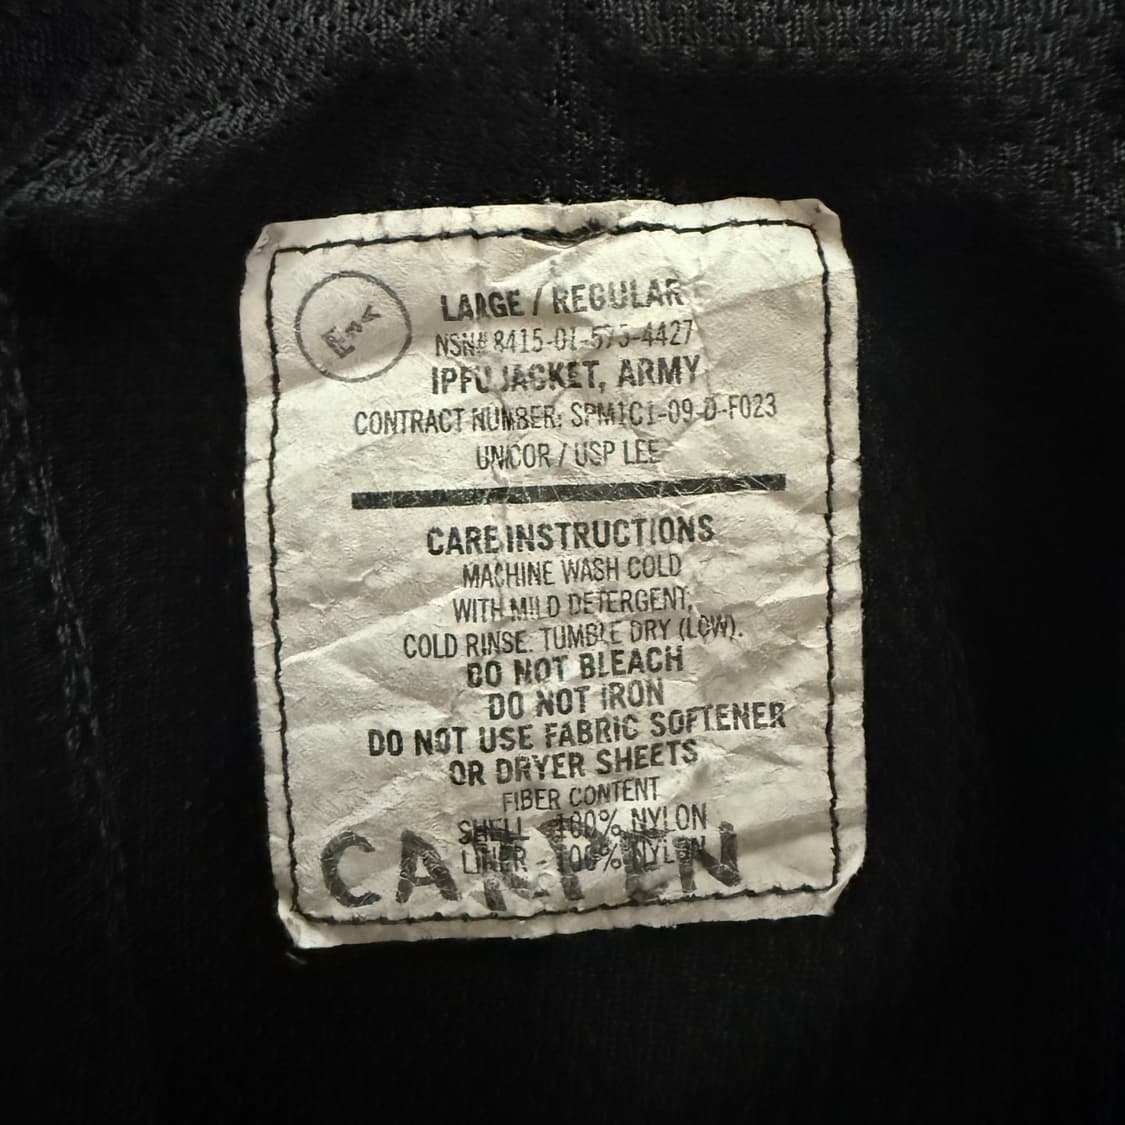 LARGE / REGULAR
NSN# 8415-01-575-4427
IPFU JACKET, ARMY
CONTRACT NUMBER: SPM1C1-09-D-F023
UNICOR / USP LEE
CARE INSTRUCTIONS
MACHINE WASH COLD
WITH MILD DETERGENT,
COLD RINSE. TUMBLE DRY (LOW).
DO NOT BLEACH
DO NOT IRON
DO NOT USE FABRIC SOFTENER
OR DRYER SHEETS
FIBER CONTENT
SHELL - 100% NYLON
LINER - 100% NYLON